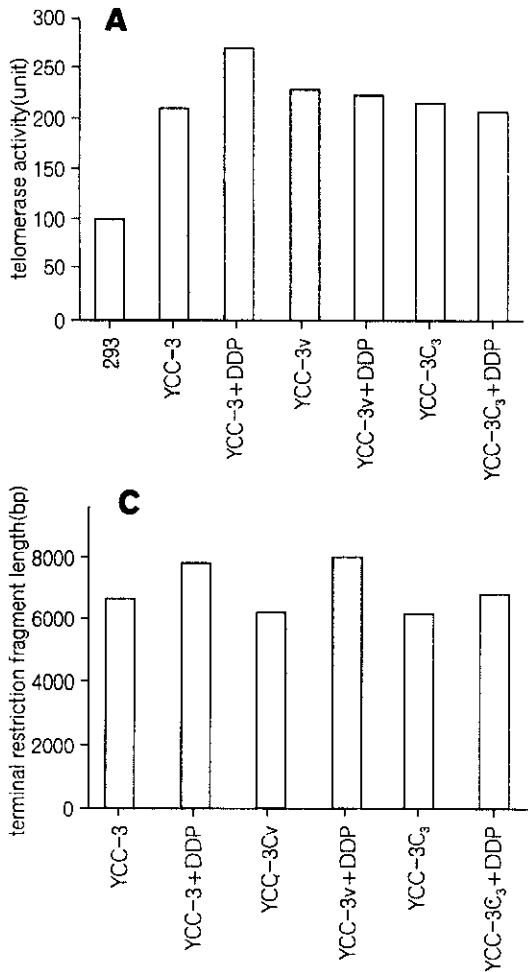 A
telomerase activity(unit)
300
250
200
150
100
50
0
293
YCC-3
YCC-3+DDP
YCC-3v
YCC-3v+DDP
YCC-3C₃
YCC-3C₃+DDP
C
terminal restriction fragment length(bp)
8000
6000
4000
2000
0
YCC-3
YCC-3+DDP
YCC-3Cv
YCC-3v+DDP
YCC-3C₃
YCC-3C₃+DDP